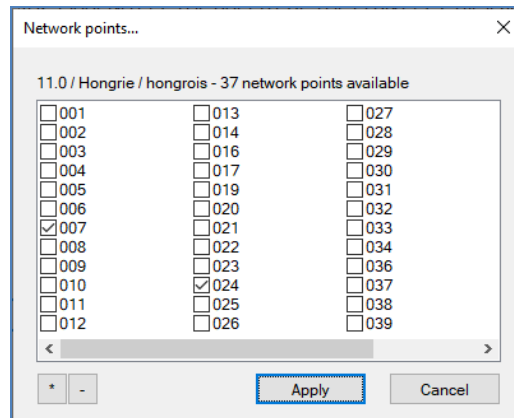 Network points...
11.0 / Hongrie / hongrois - 37 network points available
001 013 027
002 014 028
003 016 029
004 017 030
005 019 031
006 020 032
007 021 033
008 022 034
009 023 036
010 024 037
011 025 038
012 026 039
* - Apply Cancel